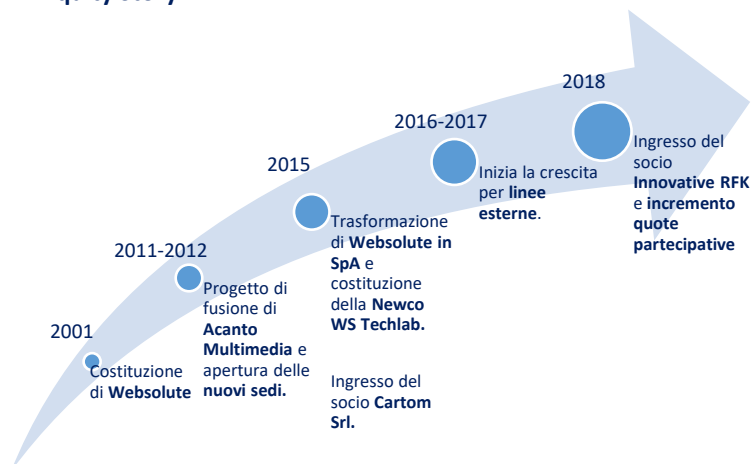 2001
Costituzione
di Websolute
2011-2012
Progetto di
fusione di
Acanto
Multimedia e
apertura delle
nuovi sedi.
2015
Trasformazione
di Websolute in
SpA e
costituzione
della Newco
WS Techlab.
Ingresso del
socio Cartom
Srl.
2016-2017
Inizia la crescita
per linee
esterne.
2018
Ingresso del
socio
Innovative RFK
e incremento
quote
partecipative